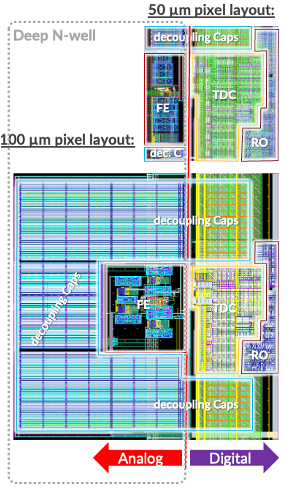 50 µm pixel layout:
Deep N-well
decoupling Caps
TDC
FE
RO
100 µm pixel layout:
dec. C
decoupling Caps
decoupling Caps
FE
TDC
RO
decoupling Caps
Analog
Digital